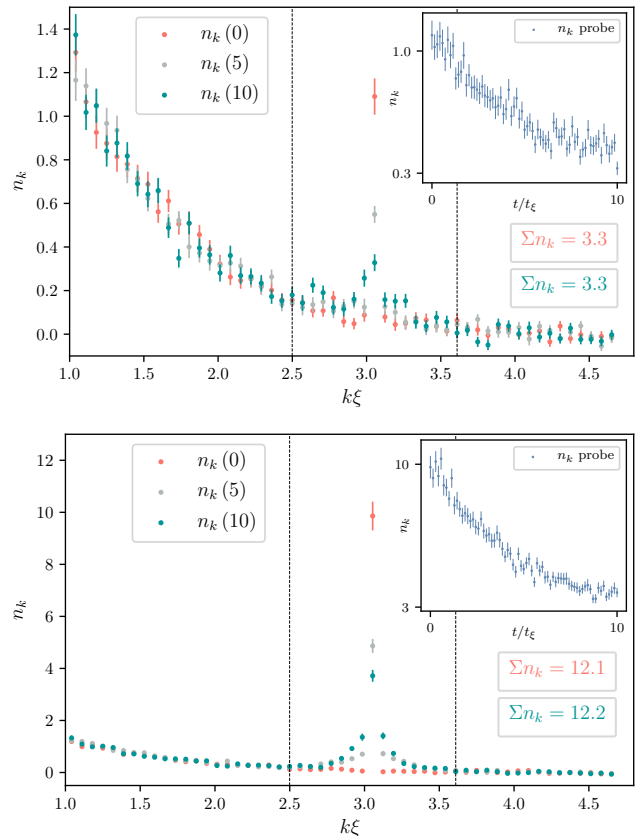 1.4
1.2
1.0
0.8
0.6
0.4
0.2
0.0
n_k
n_k (0)
n_k (5)
n_k (10)
1.0
0.3
n_k
n_k probe
0
10
t/t_ξ
Σn_k = 3.3
Σn_k = 3.3
1.0
1.5
2.0
2.5
3.0
3.5
4.0
4.5
kξ
12
10
8
6
4
2
0
n_k
n_k (0)
n_k (5)
n_k (10)
10
3
n_k
n_k probe
0
10
t/t_ξ
Σn_k = 12.1
Σn_k = 12.2
1.0
1.5
2.0
2.5
3.0
3.5
4.0
4.5
kξ